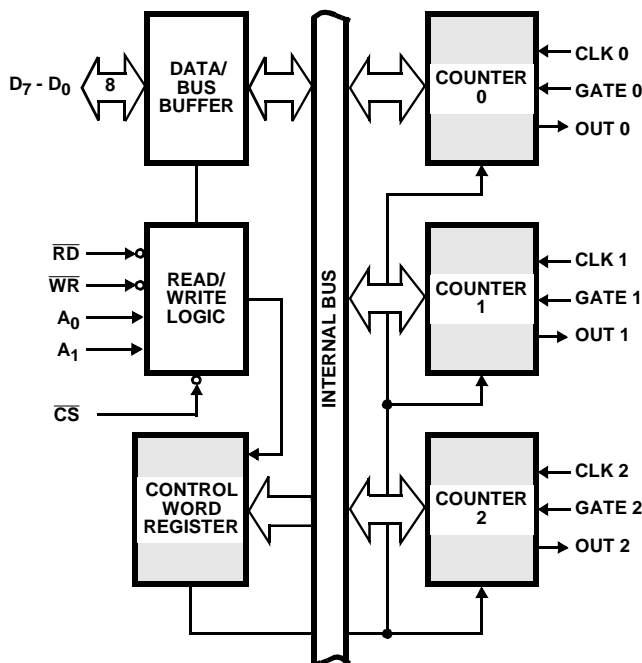 D7 - D0
8
DATA/
BUS
BUFFER
RD
WR
A0
A1
CS
READ/
WRITE
LOGIC
CONTROL
WORD
REGISTER
INTERNAL BUS
COUNTER
0
CLK 0
GATE 0
OUT 0
COUNTER
1
CLK 1
GATE 1
OUT 1
COUNTER
2
CLK 2
GATE 2
OUT 2